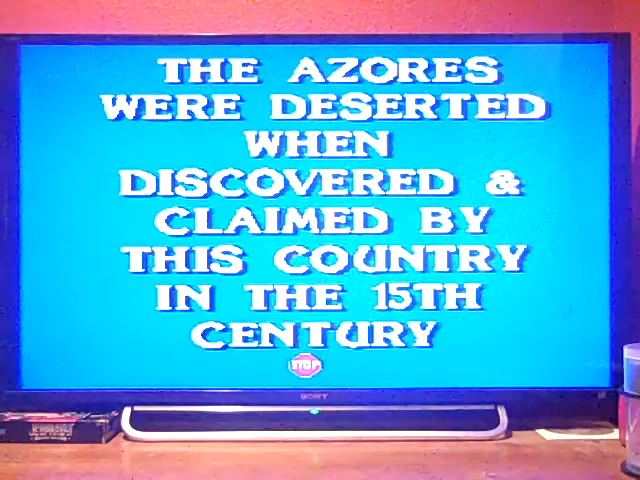 THE AZORES
WERE DESERTED
WHEN
DISCOVERED &
CLAIMED BY
THIS COUNTRY
IN THE 15TH
CENTURY
STOP
SONY